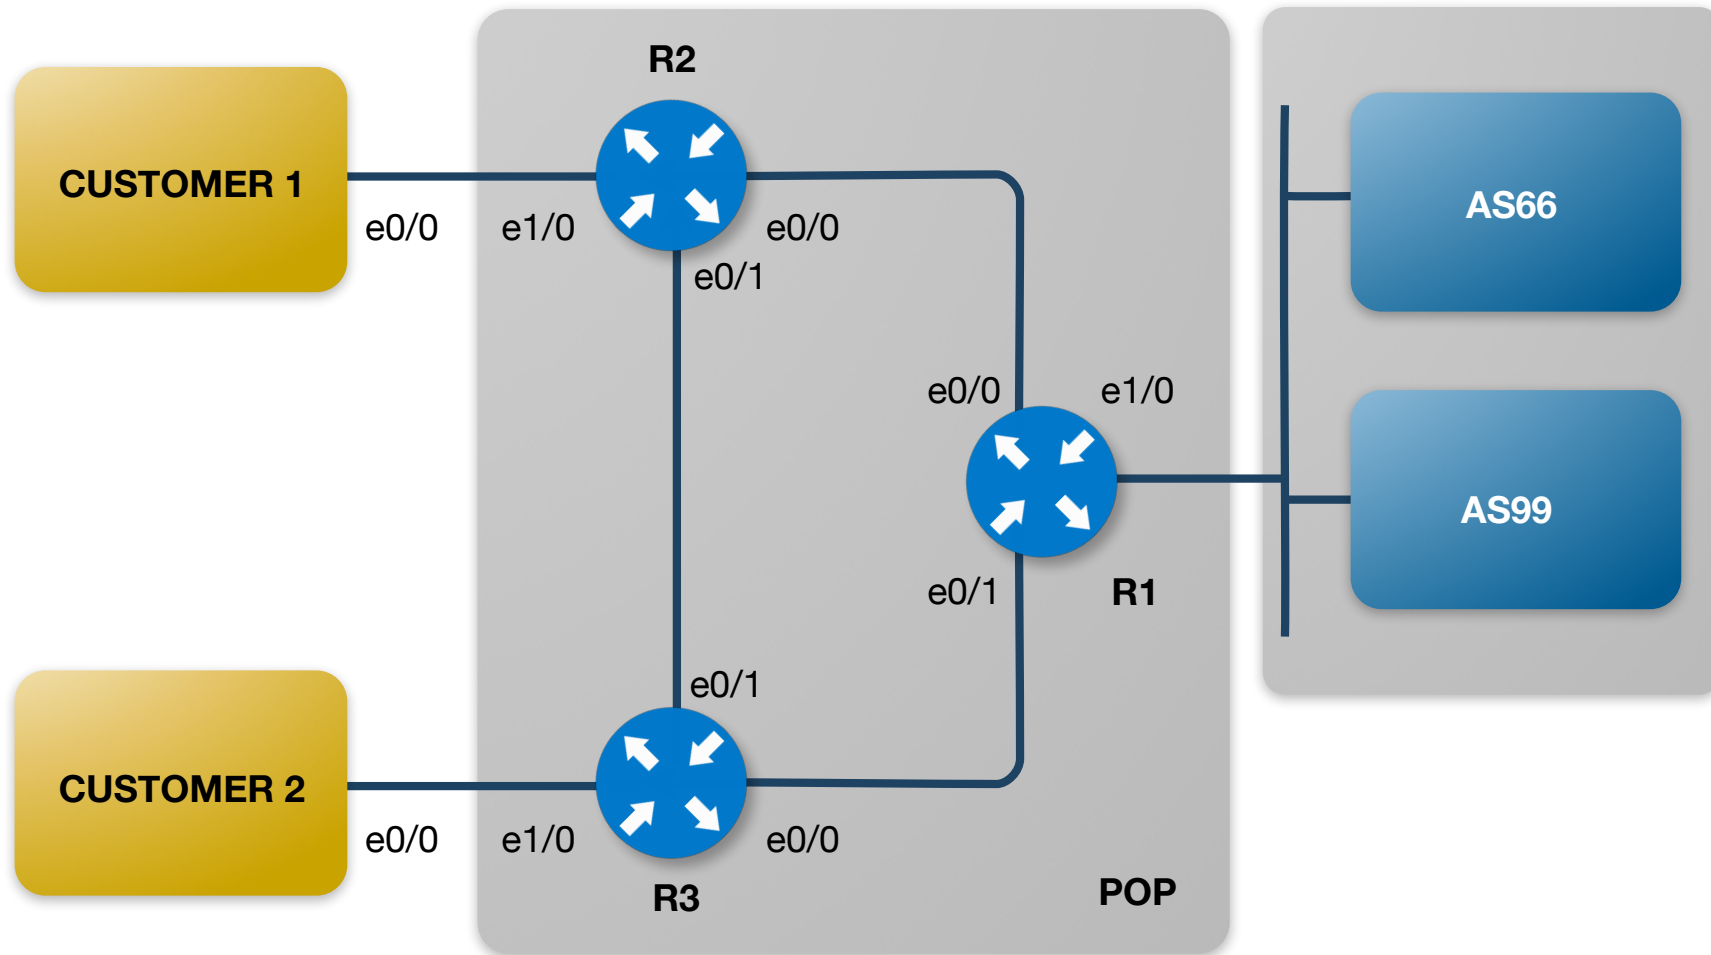 R2
CUSTOMER 1
e0/0
e1/0
e0/0
e0/1
AS66
e0/0
e1/0
AS99
e0/1
R1
e0/1
CUSTOMER 2
e0/0
e1/0
e0/0
R3
POP